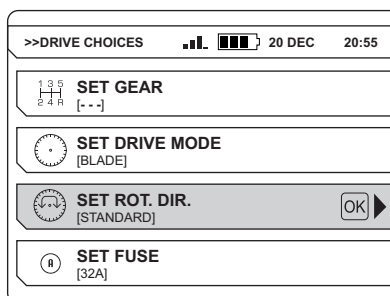 >>DRIVE CHOICES 20 DEC 20:55
1 3 5
2 4 R
SET GEAR
[- - -]
SET DRIVE MODE
[BLADE]
SET ROT. DIR.
[STANDARD]
OK
A
SET FUSE
[32A]